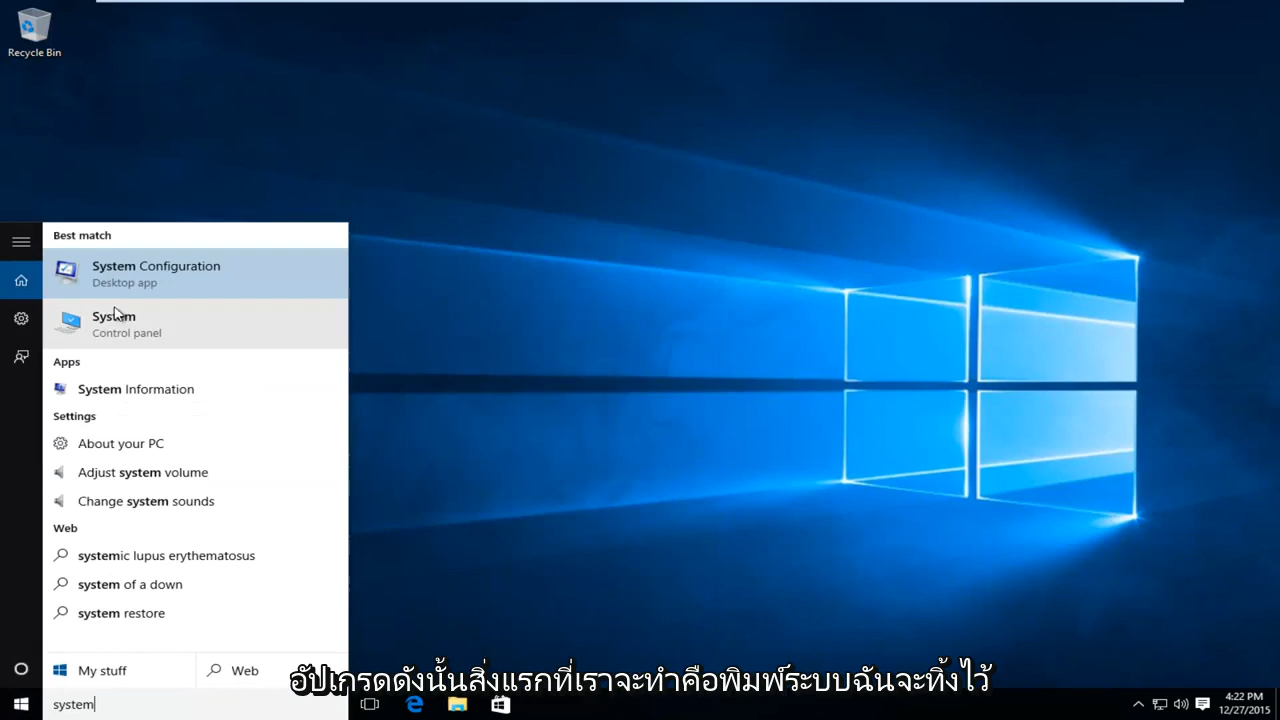 Recycle Bin
Best match
System Configuration
Desktop app
System
Control panel
Apps
System Information
Settings
About your PC
Adjust system volume
Change system sounds
Web
systemic lupus erythematosus
system of a down
system restore
My stuff
Web
อัปเกรดดังนั้นสิ่งแรกที่เราจะทำคือพิมพ์ระบบฉันจะทิ้งไว้
system
4:22 PM
12/27/2015